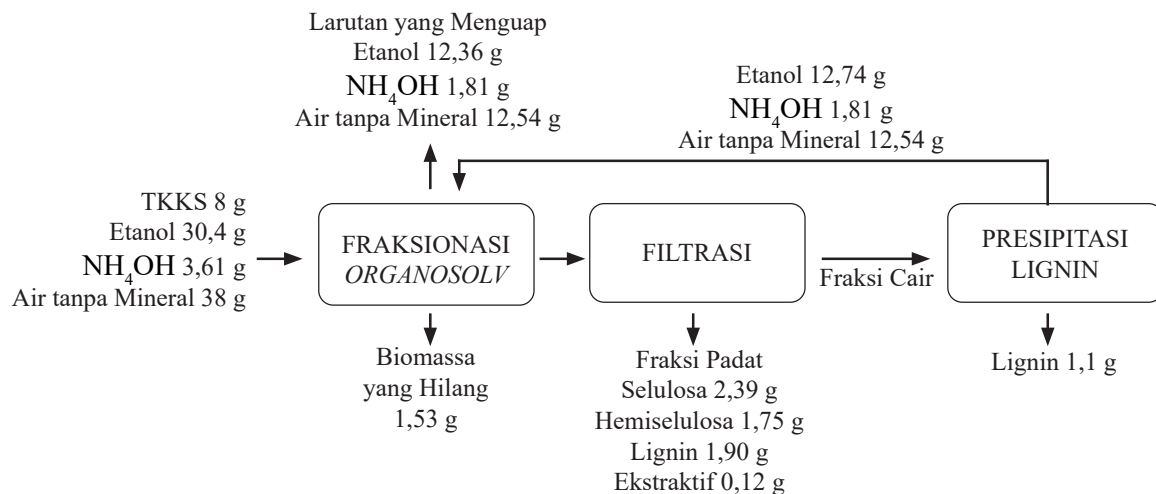 Larutan yang Menguap
Etanol 12,36 g
NH₄OH 1,81 g
Air tanpa Mineral 12,54 g
Etanol 12,74 g
NH₄OH 1,81 g
Air tanpa Mineral 12,54 g
TKKS 8 g
Etanol 30,4 g
NH₄OH 3,61 g
Air tanpa Mineral 38 g
FRAKSIONASI
ORGANOSOLV
FILTRASI
Fraksi Cair
PRESIPITASI
LIGNIN
Biomassa
yang Hilang
1,53 g
Fraksi Padat
Selulosa 2,39 g
Hemiselulosa 1,75 g
Lignin 1,90 g
Ekstraktif 0,12 g
Lignin 1,1 g